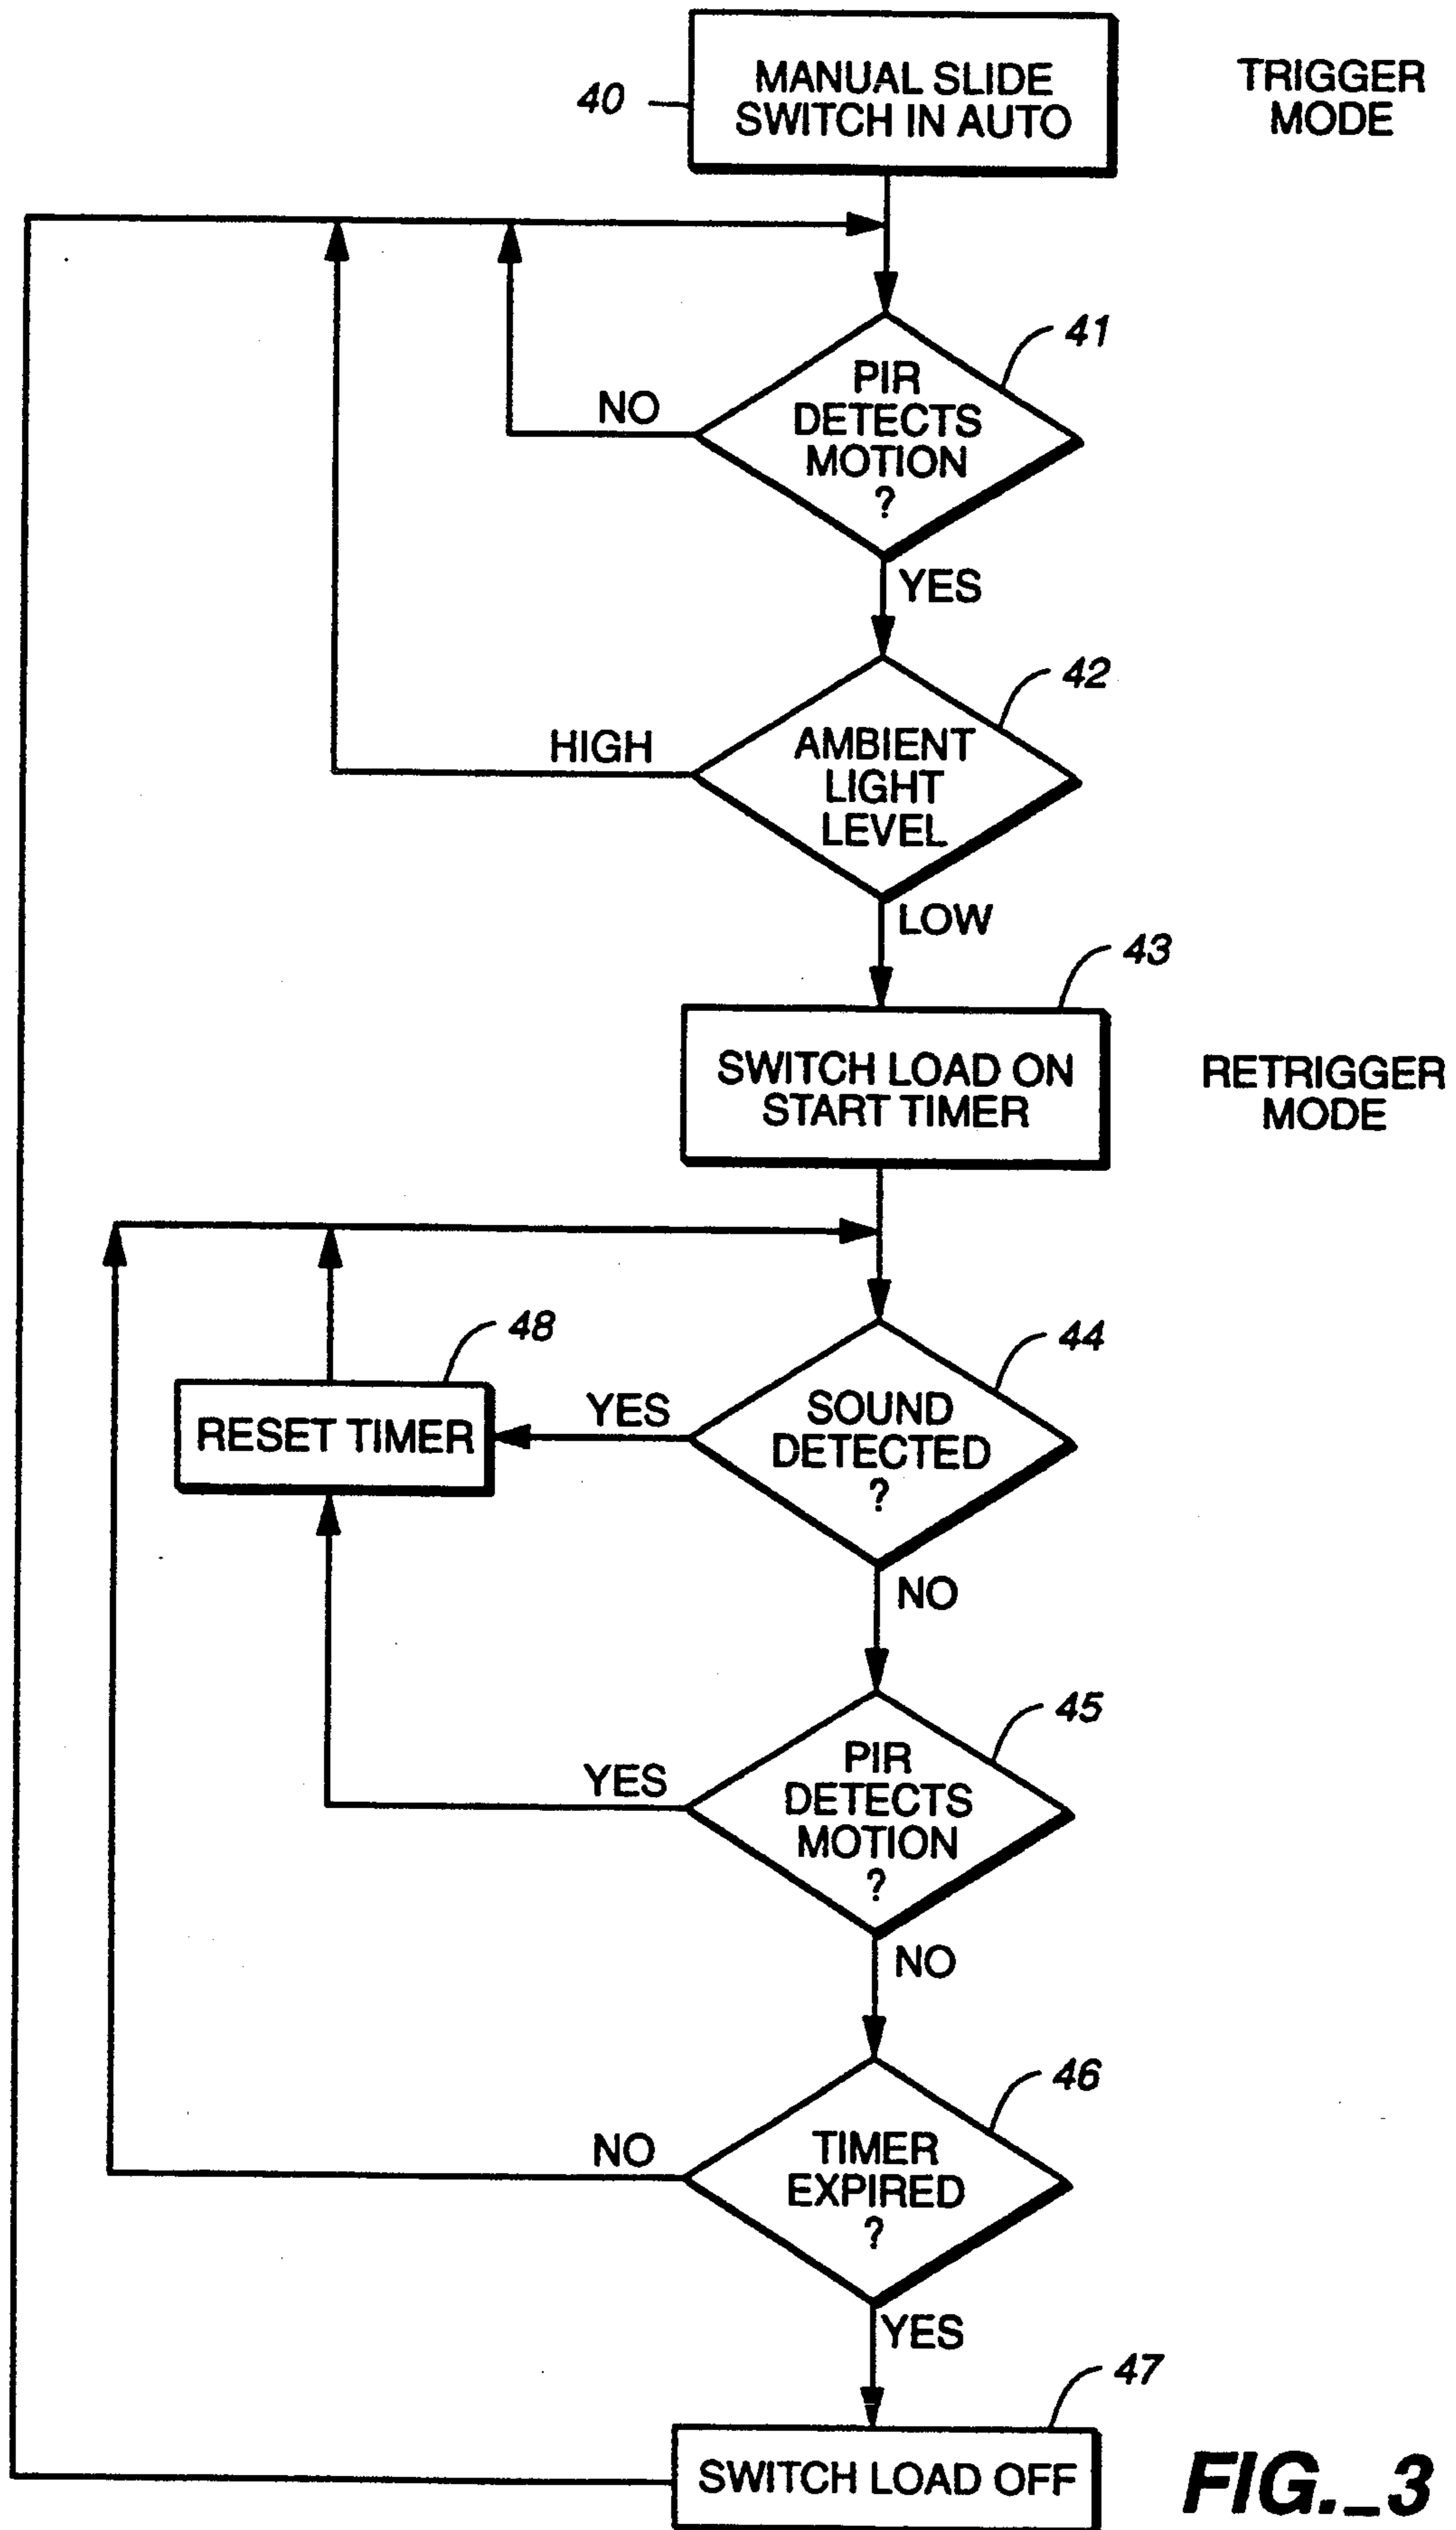 MANUAL SLIDE
SWITCH IN AUTO
40
TRIGGER
MODE
41
PIR
DETECTS
MOTION
?
NO
YES
42
AMBIENT
LIGHT
LEVEL
HIGH
LOW
43
SWITCH LOAD ON
START TIMER
RETRIGGER
MODE
48
RESET TIMER
YES
44
SOUND
DETECTED
?
NO
45
PIR
DETECTS
MOTION
?
YES
NO
46
TIMER
EXPIRED
?
NO
YES
47
SWITCH LOAD OFF
FIG._3